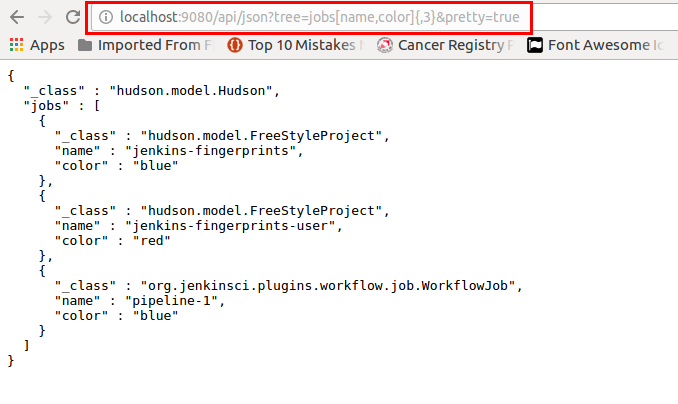 localhost:9080/api/json?tree=jobs[name,color]{,3}&pretty=true
Apps Imported From F Top 10 Mistakes Cancer Registry Font Awesome Ic
{
  "_class" : "hudson.model.Hudson",
  "jobs" : [
    {
      "_class" : "hudson.model.FreeStyleProject",
      "name" : "jenkins-fingerprints",
      "color" : "blue"
    },
    {
      "_class" : "hudson.model.FreeStyleProject",
      "name" : "jenkins-fingerprints-user",
      "color" : "red"
    },
    {
      "_class" : "org.jenkinsci.plugins.workflow.job.WorkflowJob",
      "name" : "pipeline-1",
      "color" : "blue"
    }
  ]
}